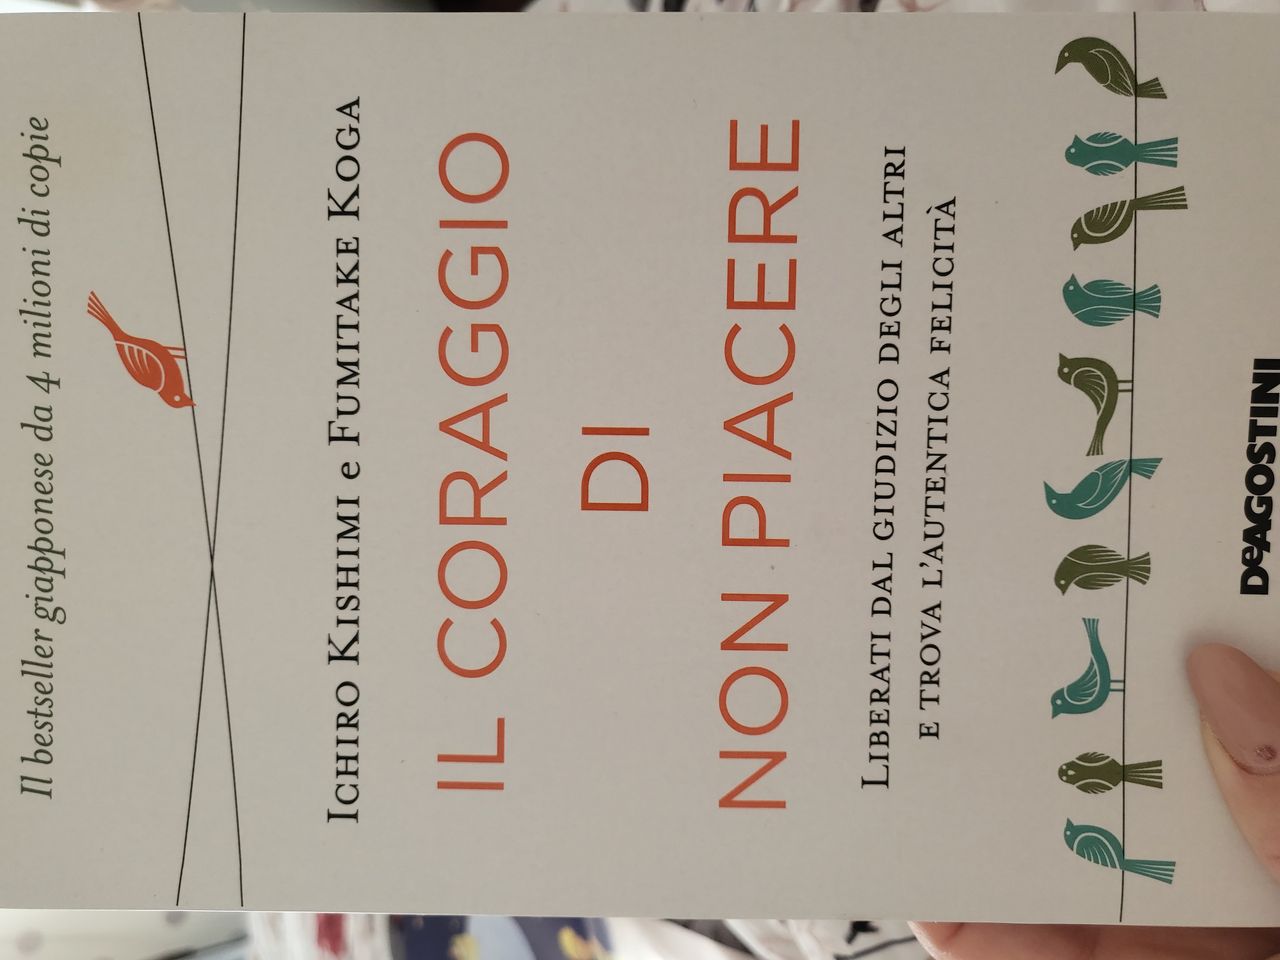 Il bestseller giapponese da 4 milioni di copie
ICHIRO KISHIMI e FUMITAKE KOGA
IL CORAGGIO
DI
NON PIACERE
LIBERATI DAL GIUDIZIO DEGLI ALTRI
E TROVA L'AUTENTICA FELICITÀ
DeAGOSTINI